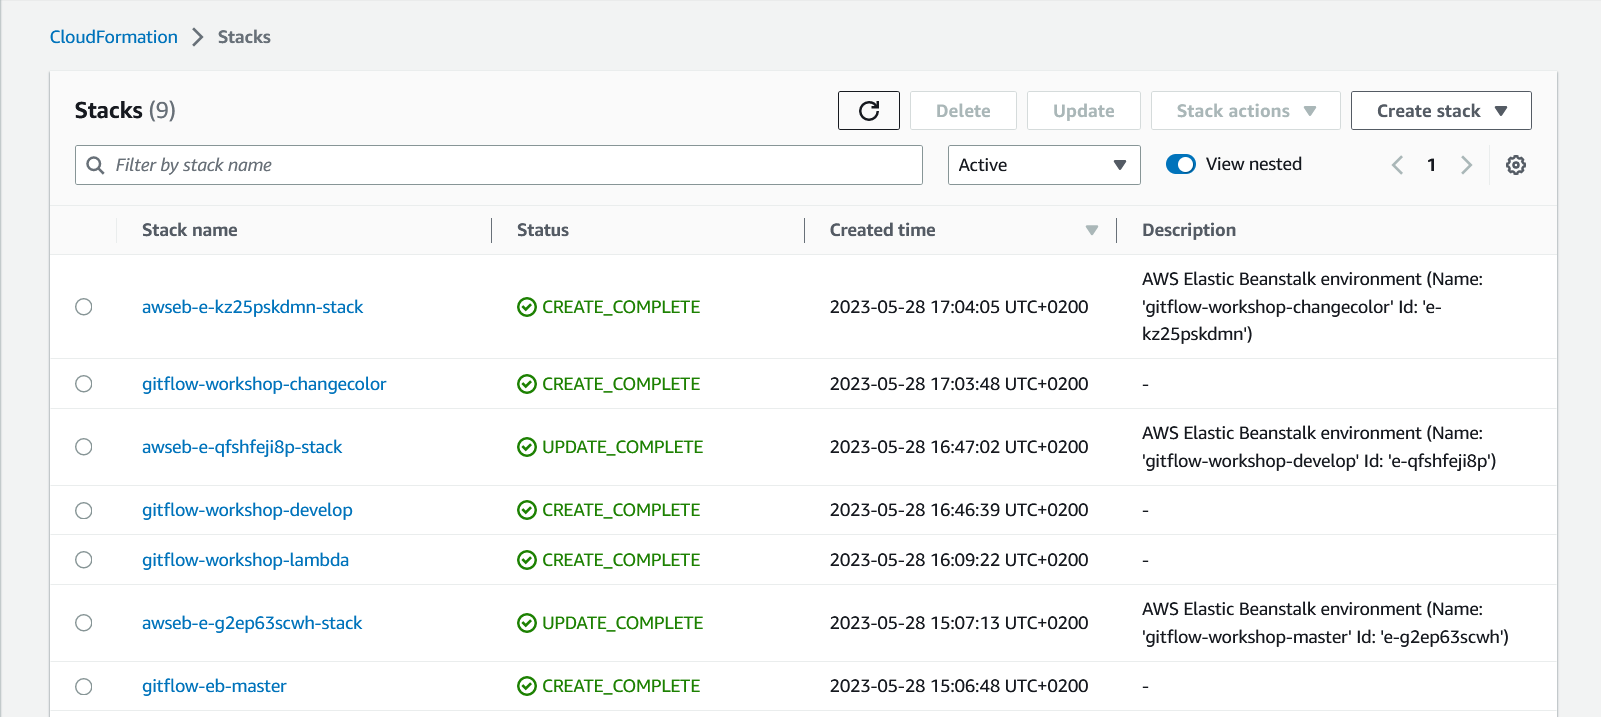 CloudFormation > Stacks
Stacks (9)
Delete Update Stack actions Create stack
Filter by stack name Active View nested 1
Stack name Status Created time Description
awseb-e-kz25pskdmn-stack CREATE_COMPLETE 2023-05-28 17:04:05 UTC+0200 AWS Elastic Beanstalk environment (Name:
'gitflow-workshop-changecolor' Id: 'e-
kz25pskdmn')
gitflow-workshop-changecolor CREATE_COMPLETE 2023-05-28 17:03:48 UTC+0200 -
awseb-e-qfshfeji8p-stack UPDATE_COMPLETE 2023-05-28 16:47:02 UTC+0200 AWS Elastic Beanstalk environment (Name:
'gitflow-workshop-develop' Id: 'e-qfshfeji8p')
gitflow-workshop-develop CREATE_COMPLETE 2023-05-28 16:46:39 UTC+0200 -
gitflow-workshop-lambda CREATE_COMPLETE 2023-05-28 16:09:22 UTC+0200 -
awseb-e-g2ep63scwh-stack UPDATE_COMPLETE 2023-05-28 15:07:13 UTC+0200 AWS Elastic Beanstalk environment (Name:
'gitflow-workshop-master' Id: 'e-g2ep63scwh')
gitflow-eb-master CREATE_COMPLETE 2023-05-28 15:06:48 UTC+0200 -